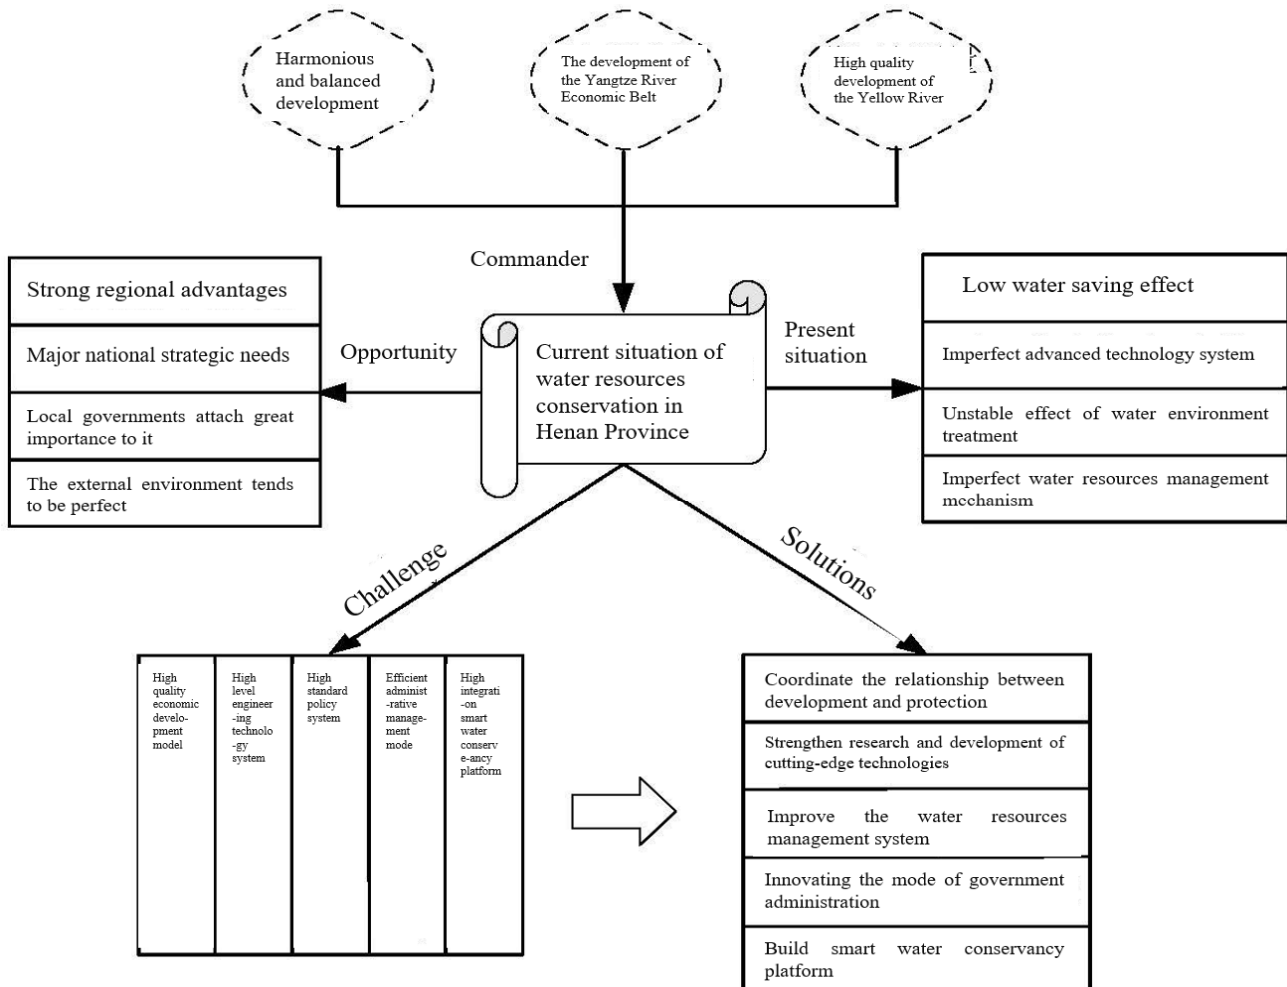 Harmonious
and balanced
development
The development of
the Yangtze River
Economic Belt
High quality
development of
the Yellow River
Commander
Strong regional advantages
Major national strategic needs
Local governments attach great
importance to it
The external environment tends
to be perfect
Opportunity
Current situation of
water resources
conservation in
Henan Province
Present
situation
Low water saving effect
Imperfect advanced technology system
Unstable effect of water environment
treatment
Imperfect water resources management
mechanism
Challenge
Solutions
High
quality
economic
develo-
pment
model
High
level
engineer
-ing
technolo
-gy
system
High
standard
policy
system
Efficient
administ
-rative
manage-
ment
mode
High
integrati
-on
smart
water
conserv
e-ancy
platform
Coordinate the relationship between
development and protection
Strengthen research and development of
cutting-edge technologies
Improve the water resources
management system
Innovating the mode of government
administration
Build smart water conservancy
platform